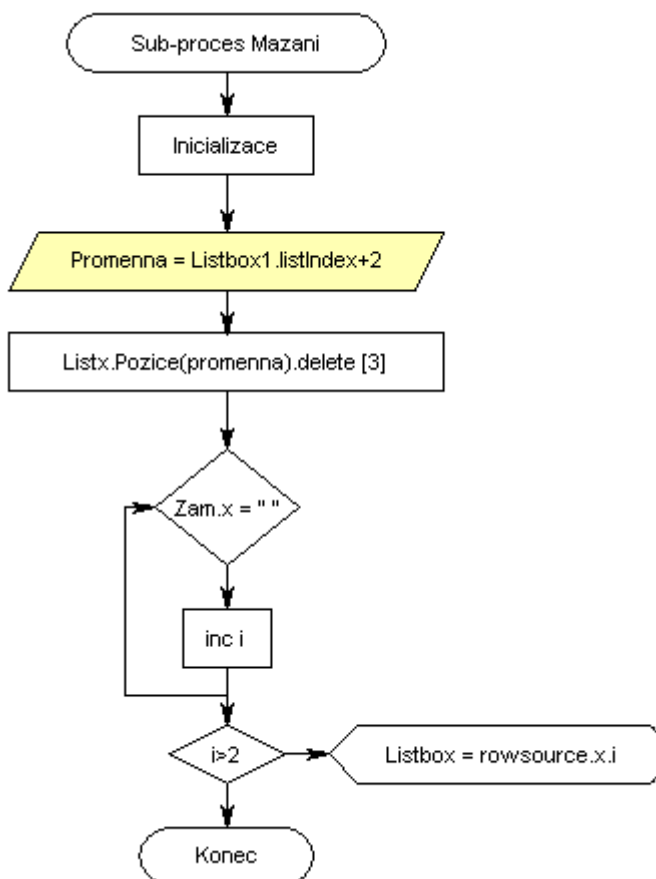 Sub-proces Mazani
Inicializace
Promenna = Listbox1.listIndex+2
Listx.Pozice(promenna).delete [3]
Zam.x = " "
inc i
i>2
Listbox = rowsource.x.i
Konec